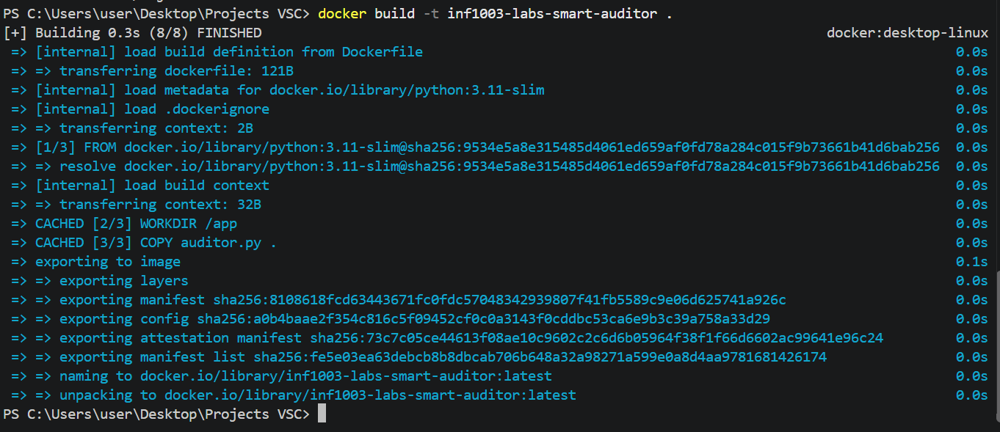 PS C:\Users\user\Desktop\Projects VSC> docker build -t inf1003-labs-smart-auditor .
[+] Building 0.3s (8/8) FINISHED docker:desktop-linux
=> [internal] load build definition from Dockerfile 0.0s
=> => transferring dockerfile: 121B 0.0s
=> [internal] load metadata for docker.io/library/python:3.11-slim 0.0s
=> [internal] load .dockerignore 0.0s
=> => transferring context: 2B 0.0s
=> [1/3] FROM docker.io/library/python:3.11-slim@sha256:9534e5a8e315485d4061ed659af0fd78a284c015f9b73661b41d6bab256 0.0s
=> => resolve docker.io/library/python:3.11-slim@sha256:9534e5a8e315485d4061ed659af0fd78a284c015f9b73661b41d6bab256 0.0s
=> [internal] load build context 0.0s
=> => transferring context: 32B 0.0s
=> CACHED [2/3] WORKDIR /app 0.0s
=> CACHED [3/3] COPY auditor.py . 0.0s
=> exporting to image 0.1s
=> => exporting layers 0.0s
=> => exporting manifest sha256:8108618fcd63443671fc0fdc57048342939807f41fb5589c9e06d625741a926c 0.0s
=> => exporting config sha256:a0b4baae2f354c816c5f09452cf0c0a3143f0cddbc53ca6e9b3c39a758a33d29 0.0s
=> => exporting attestation manifest sha256:73c7c05ce44613f08ae10c9602c2c6d6b05964f38f1f66d6602ac99641e96c24 0.0s
=> => exporting manifest list sha256:fe5e03ea63debcb8b8dbcab706b648a32a98271a599e0a8d4aa9781681426174 0.0s
=> => naming to docker.io/library/inf1003-labs-smart-auditor:latest 0.0s
=> => unpacking to docker.io/library/inf1003-labs-smart-auditor:latest 0.0s
PS C:\Users\user\Desktop\Projects VSC>